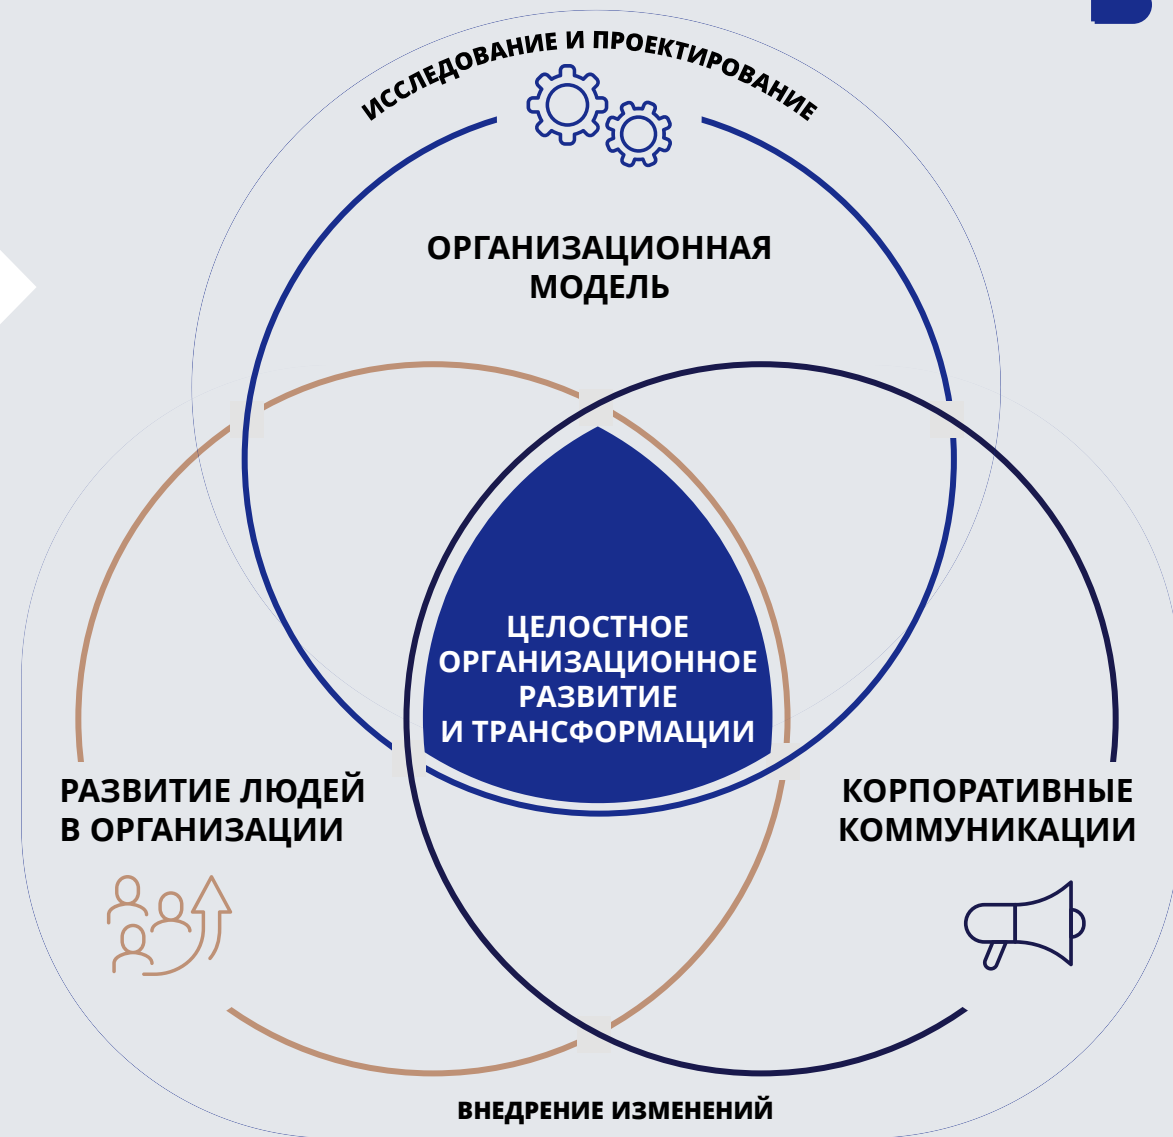 ИССЛЕДОВАНИЕ И ПРОЕКТИРОВАНИЕ
ОРГАНИЗАЦИОННАЯ
МОДЕЛЬ
ЦЕЛОСТНОЕ
ОРГАНИЗАЦИОННОЕ
РАЗВИТИЕ
И ТРАНСФОРМАЦИИ
РАЗВИТИЕ ЛЮДЕЙ
В ОРГАНИЗАЦИИ
КОРПОРАТИВНЫЕ
КОММУНИКАЦИИ
ВНЕДРЕНИЕ ИЗМЕНЕНИЙ